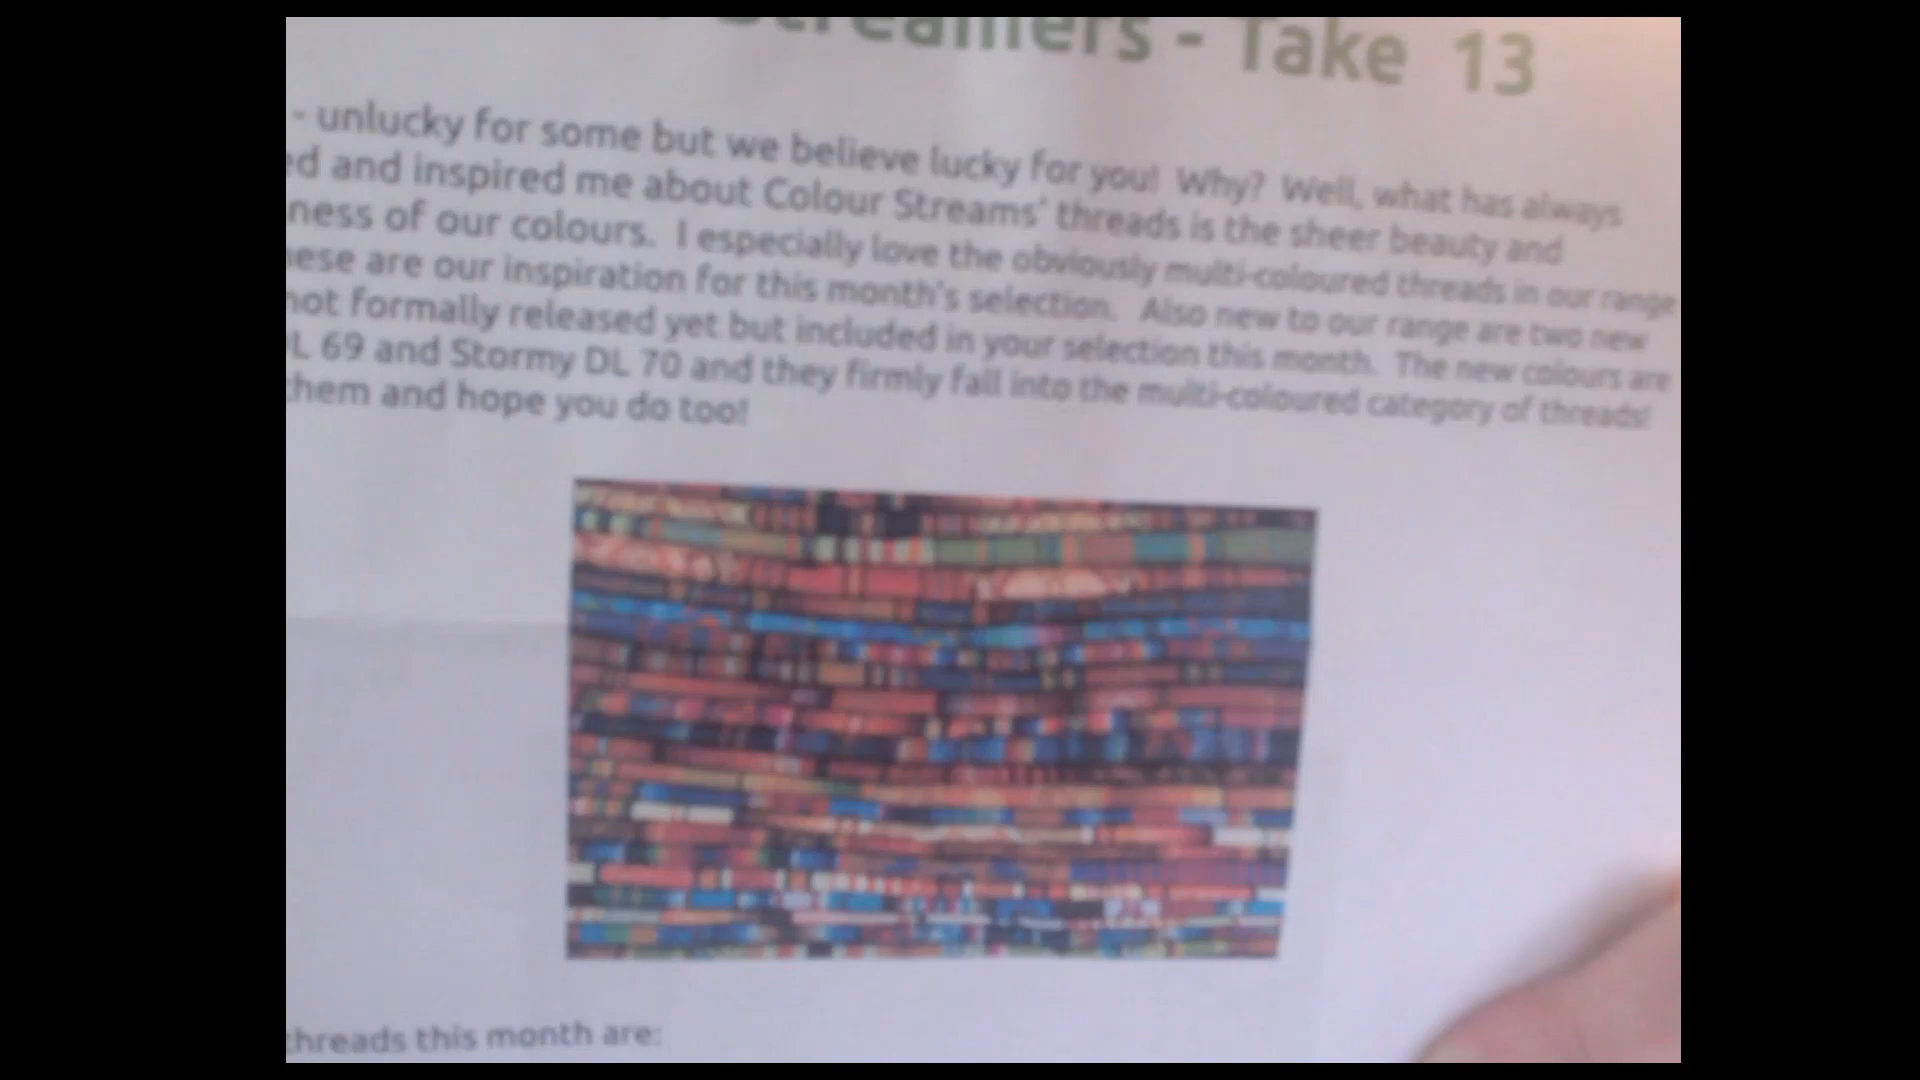 Streamers - Take 13
- unlucky for some but we believe lucky for you! Why? Well, what has always
ed and inspired me about Colour Streams' threads is the sheer beauty and
ness of our colours. I especially love the obviously multi-coloured threads in our range
hese are our inspiration for this month's selection. Also new to our range are two new
not formally released yet but included in your selection this month. The new colours are
L 69 and Stormy DL 70 and they firmly fall into the multi-coloured category of threads!
them and hope you do too!
threads this month are: